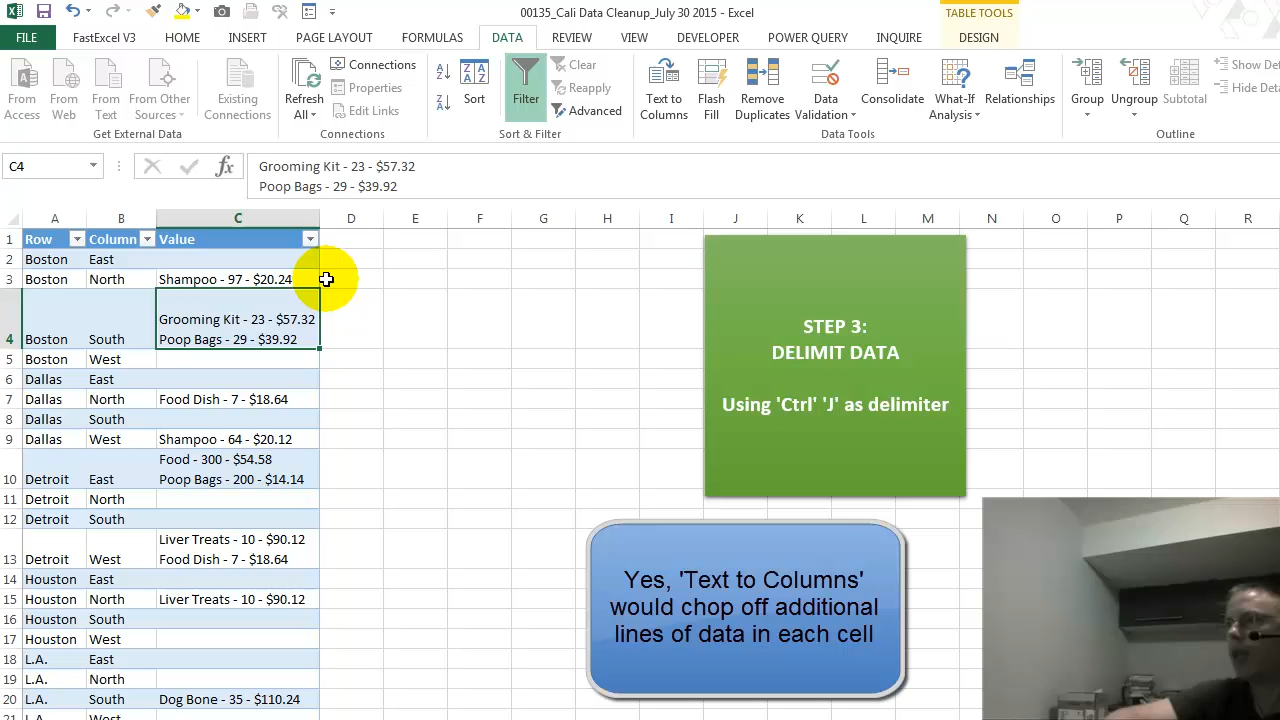 00135_Cali Data Cleanup_July 30 2015 - Excel
TABLE TOOLS
FILE
FastExcel V3
HOME
INSERT
PAGE LAYOUT
FORMULAS
DATA
REVIEW
VIEW
DEVELOPER
POWER QUERY
INQUIRE
DESIGN
From Access
From Web
From Text
From Other Sources
Existing Connections
Refresh All
Connections
Properties
Edit Links
Sort
Filter
Clear
Reapply
Advanced
Text to Columns
Flash Fill
Remove Duplicates
Data Validation
Consolidate
What-If Analysis
Relationships
Group
Ungroup
Subtotal
Show Det
Hide Deta
Get External Data
Connections
Sort & Filter
Data Tools
Outline
C4
fx
Grooming Kit - 23 - $57.32
Poop Bags - 29 - $39.92
A B C D E F G H I J K L M N O P Q R
1 Row Column Value
2 Boston East
3 Boston North Shampoo - 97 - $20.24
Grooming Kit - 23 - $57.32
4 Boston South Poop Bags - 29 - $39.92
5 Boston West
6 Dallas East
7 Dallas North Food Dish - 7 - $18.64
8 Dallas South
9 Dallas West Shampoo - 64 - $20.12
Food - 300 - $54.58
10 Detroit East Poop Bags - 200 - $14.14
11 Detroit North
12 Detroit South
Liver Treats - 10 - $90.12
13 Detroit West Food Dish - 7 - $18.64
14 Houston East
15 Houston North Liver Treats - 10 - $90.12
16 Houston South
17 Houston West
18 L.A. East
19 L.A. North
20 L.A. South Dog Bone - 35 - $110.24
21 L.A. West
STEP 3:
DELIMIT DATA
Using 'Ctrl' 'J' as delimiter
Yes, 'Text to Columns'
would chop off additional
lines of data in each cell